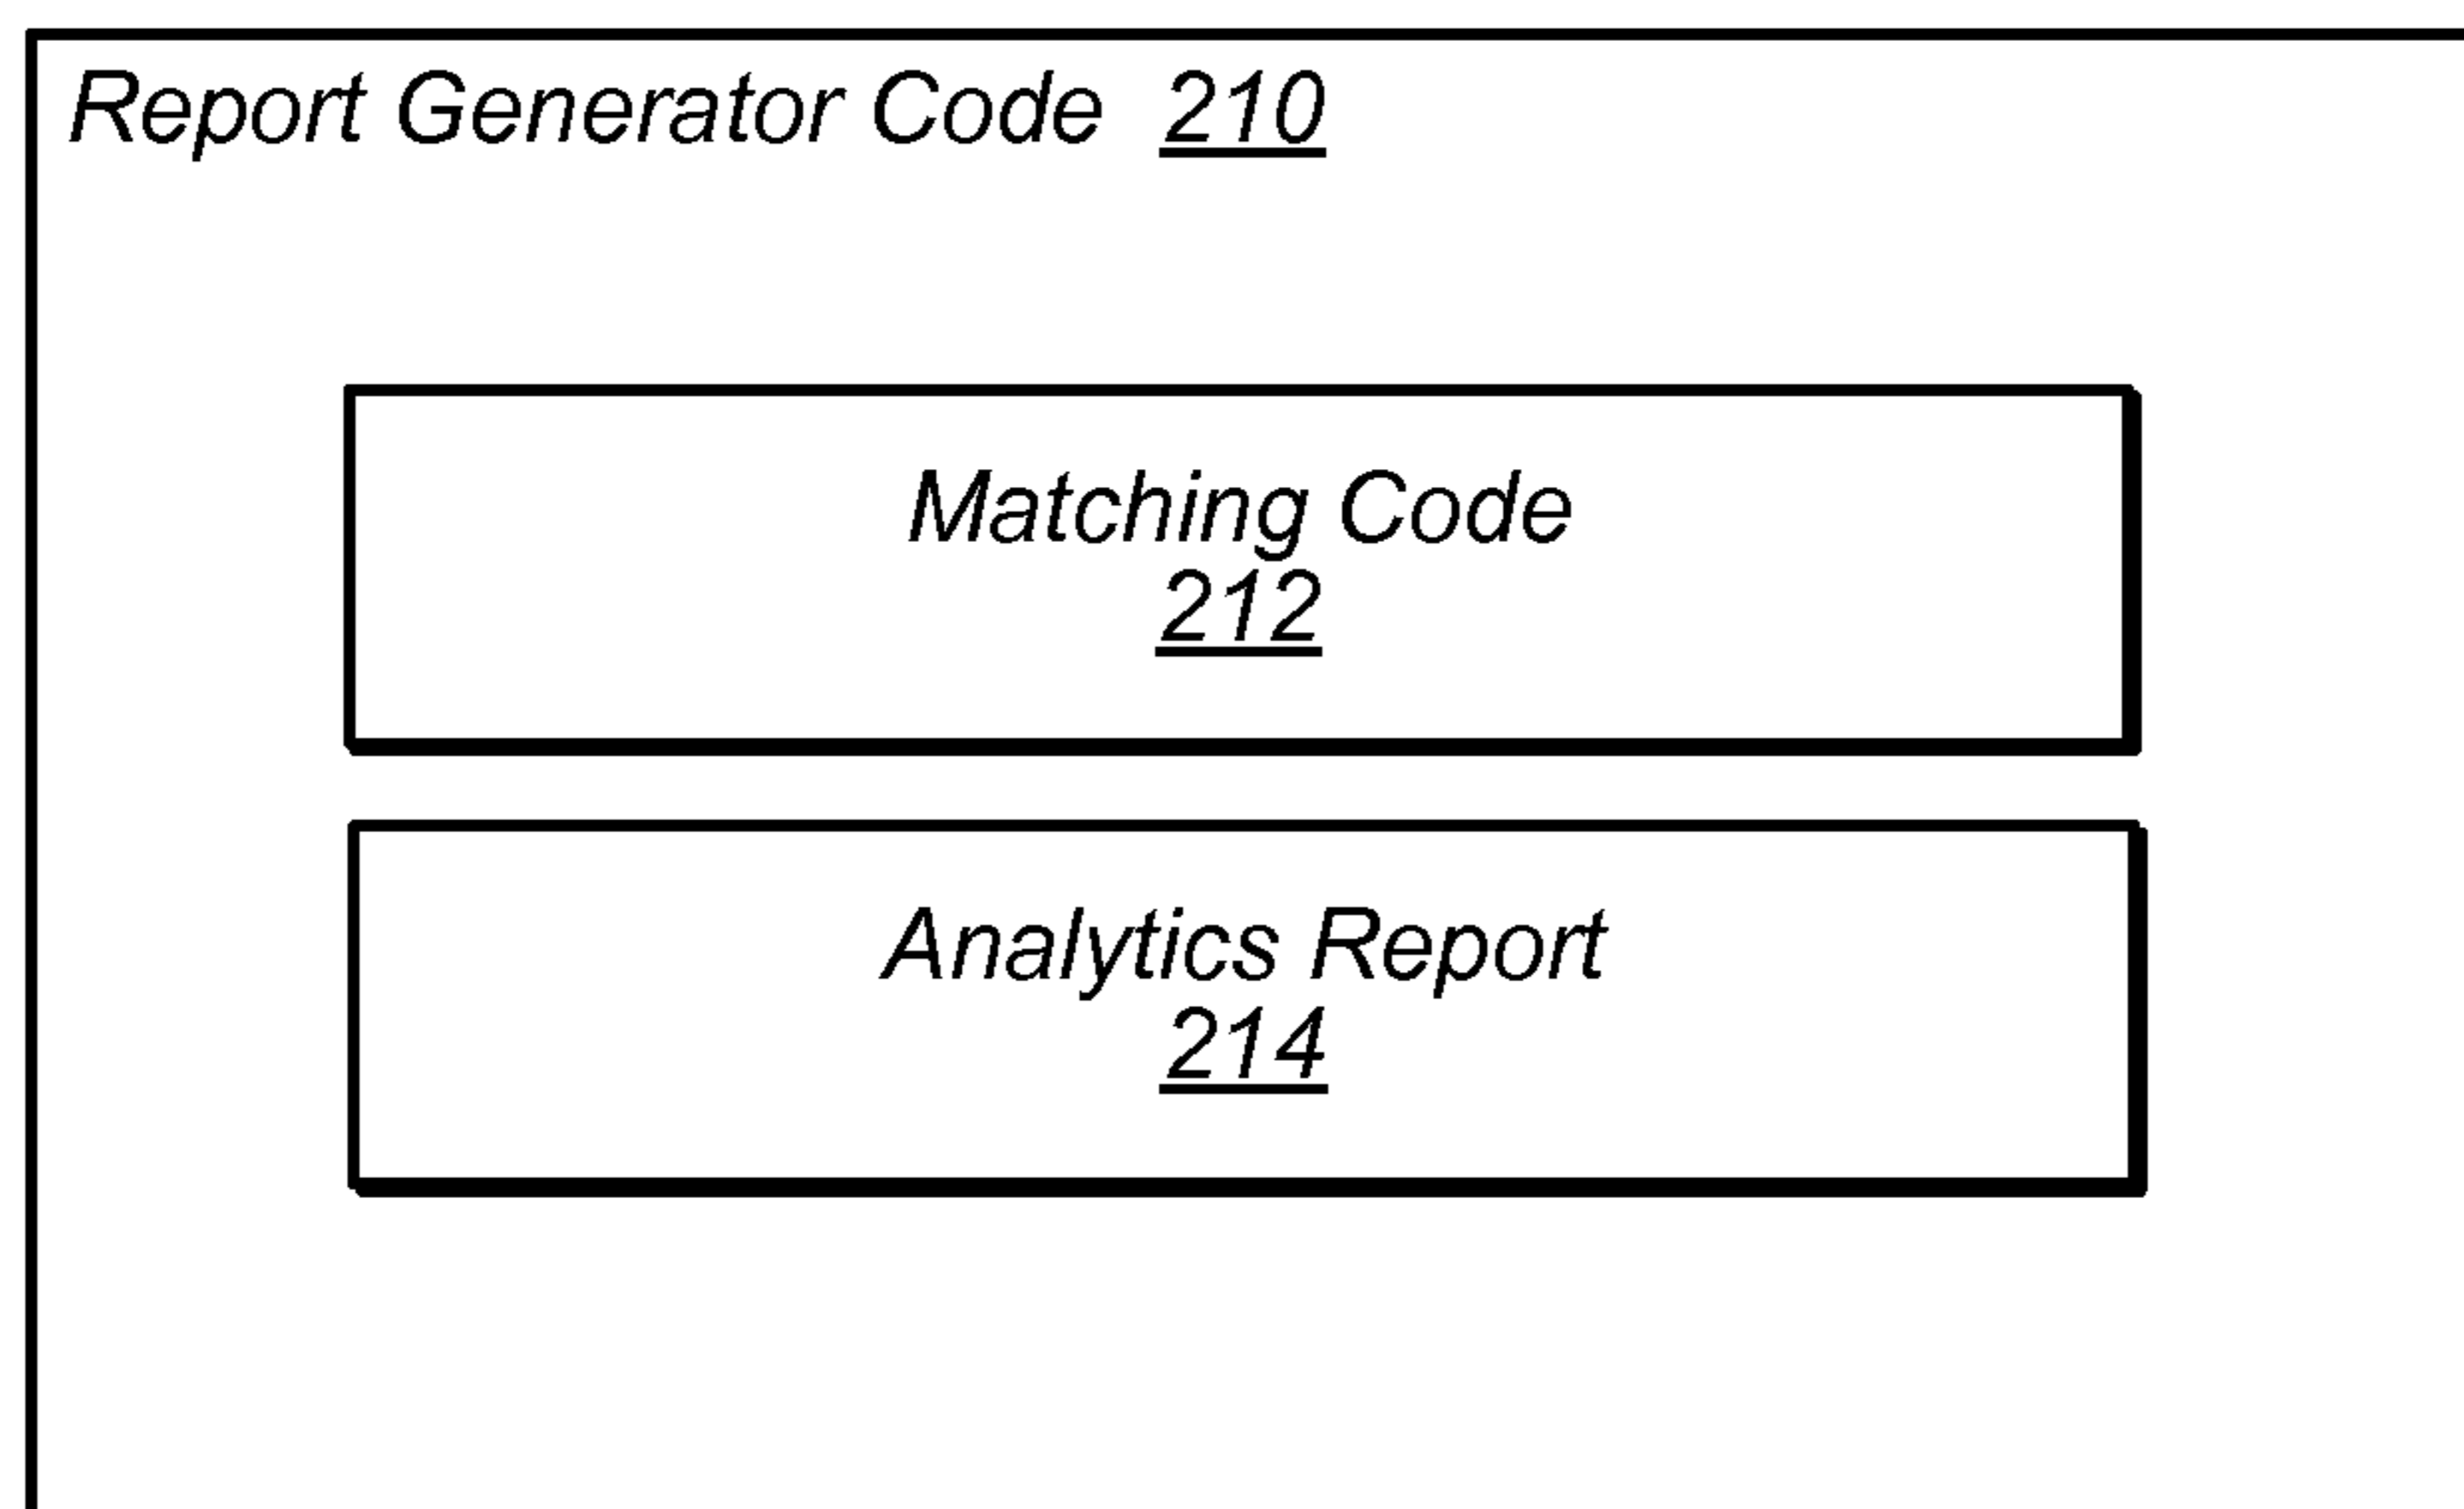 Report Generator Code 210
Matching Code
212
Analytics Report
214